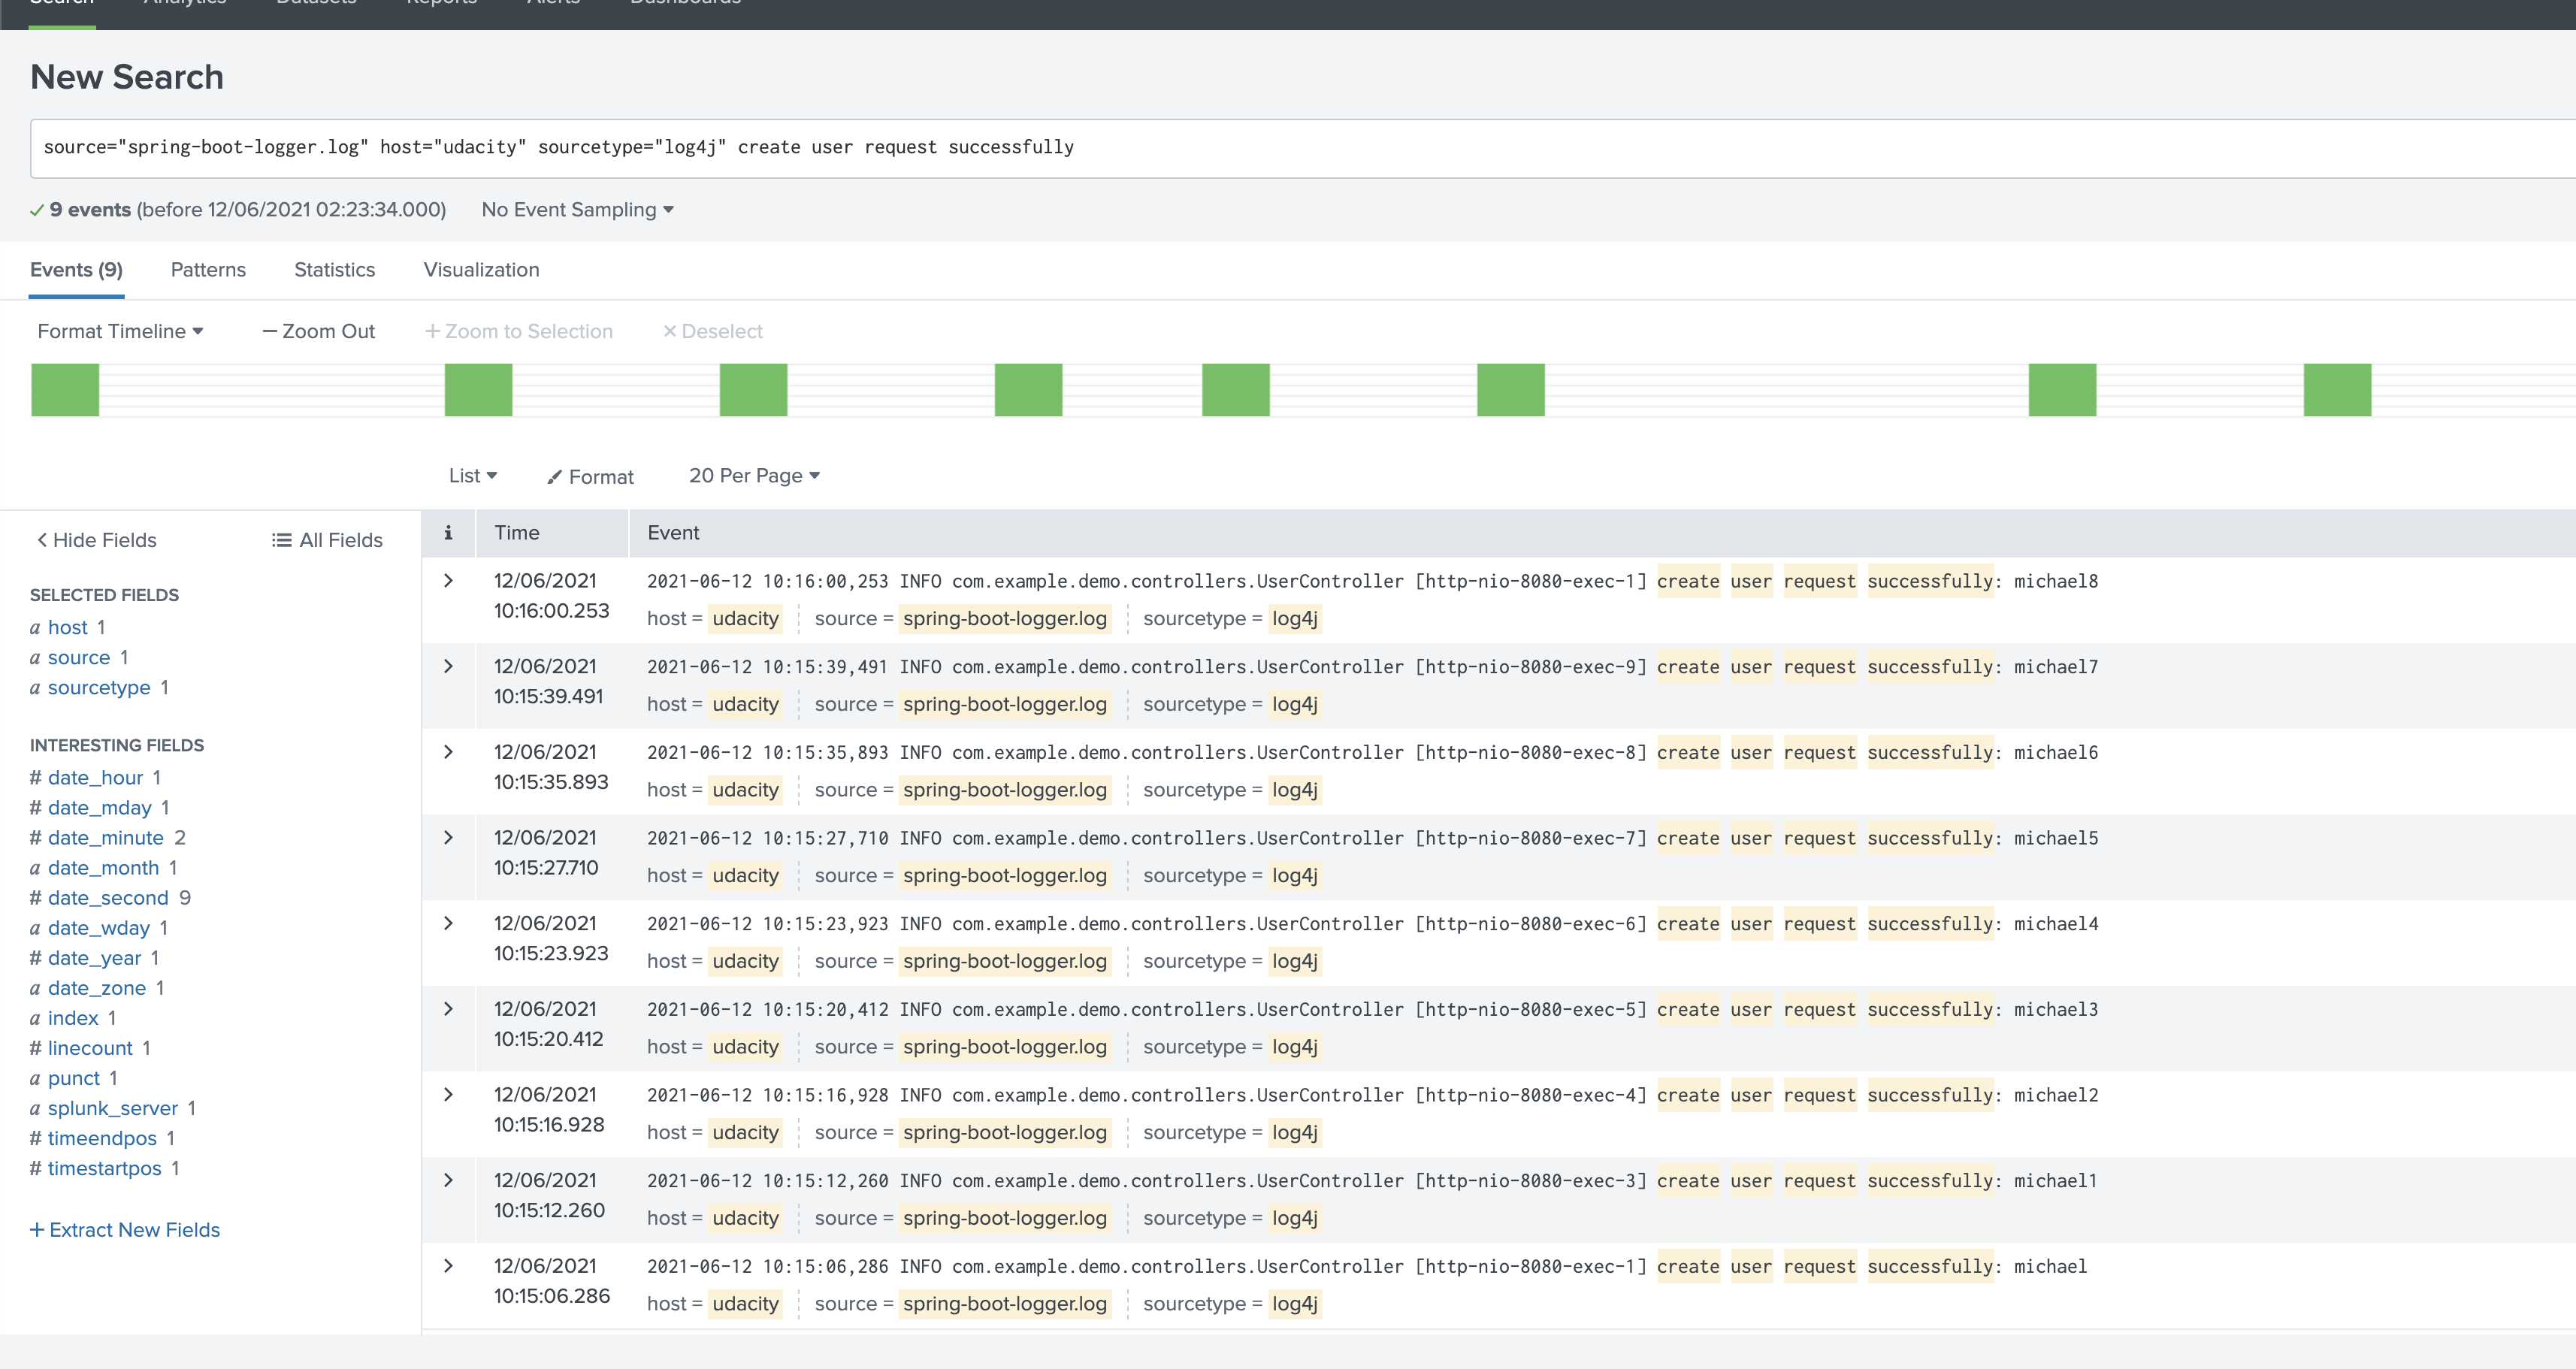 Search Analytics Datasets Reports Alerts Dashboards
New Search
source="spring-boot-logger.log" host="udacity" sourcetype="log4j" create user request successfully
9 events (before 12/06/2021 02:23:34.000) No Event Sampling
Events (9) Patterns Statistics Visualization
Format Timeline — Zoom Out + Zoom to Selection × Deselect
List Format 20 Per Page
Hide Fields All Fields
SELECTED FIELDS
a host 1
a source 1
a sourcetype 1
INTERESTING FIELDS
# date_hour 1
# date_mday 1
# date_minute 2
a date_month 1
# date_second 9
a date_wday 1
# date_year 1
a date_zone 1
a index 1
# linecount 1
a punct 1
a splunk_server 1
# timeendpos 1
# timestartpos 1
+ Extract New Fields
i Time Event
12/06/2021 2021-06-12 10:16:00,253 INFO com.example.demo.controllers.UserController [http-nio-8080-exec-1] create user request successfully: michael8
10:16:00.253 host = udacity source = spring-boot-logger.log sourcetype = log4j
12/06/2021 2021-06-12 10:15:39,491 INFO com.example.demo.controllers.UserController [http-nio-8080-exec-9] create user request successfully: michael7
10:15:39.491 host = udacity source = spring-boot-logger.log sourcetype = log4j
12/06/2021 2021-06-12 10:15:35,893 INFO com.example.demo.controllers.UserController [http-nio-8080-exec-8] create user request successfully: michael6
10:15:35.893 host = udacity source = spring-boot-logger.log sourcetype = log4j
12/06/2021 2021-06-12 10:15:27,710 INFO com.example.demo.controllers.UserController [http-nio-8080-exec-7] create user request successfully: michael5
10:15:27.710 host = udacity source = spring-boot-logger.log sourcetype = log4j
12/06/2021 2021-06-12 10:15:23,923 INFO com.example.demo.controllers.UserController [http-nio-8080-exec-6] create user request successfully: michael4
10:15:23.923 host = udacity source = spring-boot-logger.log sourcetype = log4j
12/06/2021 2021-06-12 10:15:20,412 INFO com.example.demo.controllers.UserController [http-nio-8080-exec-5] create user request successfully: michael3
10:15:20.412 host = udacity source = spring-boot-logger.log sourcetype = log4j
12/06/2021 2021-06-12 10:15:16,928 INFO com.example.demo.controllers.UserController [http-nio-8080-exec-4] create user request successfully: michael2
10:15:16.928 host = udacity source = spring-boot-logger.log sourcetype = log4j
12/06/2021 2021-06-12 10:15:12,260 INFO com.example.demo.controllers.UserController [http-nio-8080-exec-3] create user request successfully: michael1
10:15:12.260 host = udacity source = spring-boot-logger.log sourcetype = log4j
12/06/2021 2021-06-12 10:15:06,286 INFO com.example.demo.controllers.UserController [http-nio-8080-exec-1] create user request successfully: michael
10:15:06.286 host = udacity source = spring-boot-logger.log sourcetype = log4j